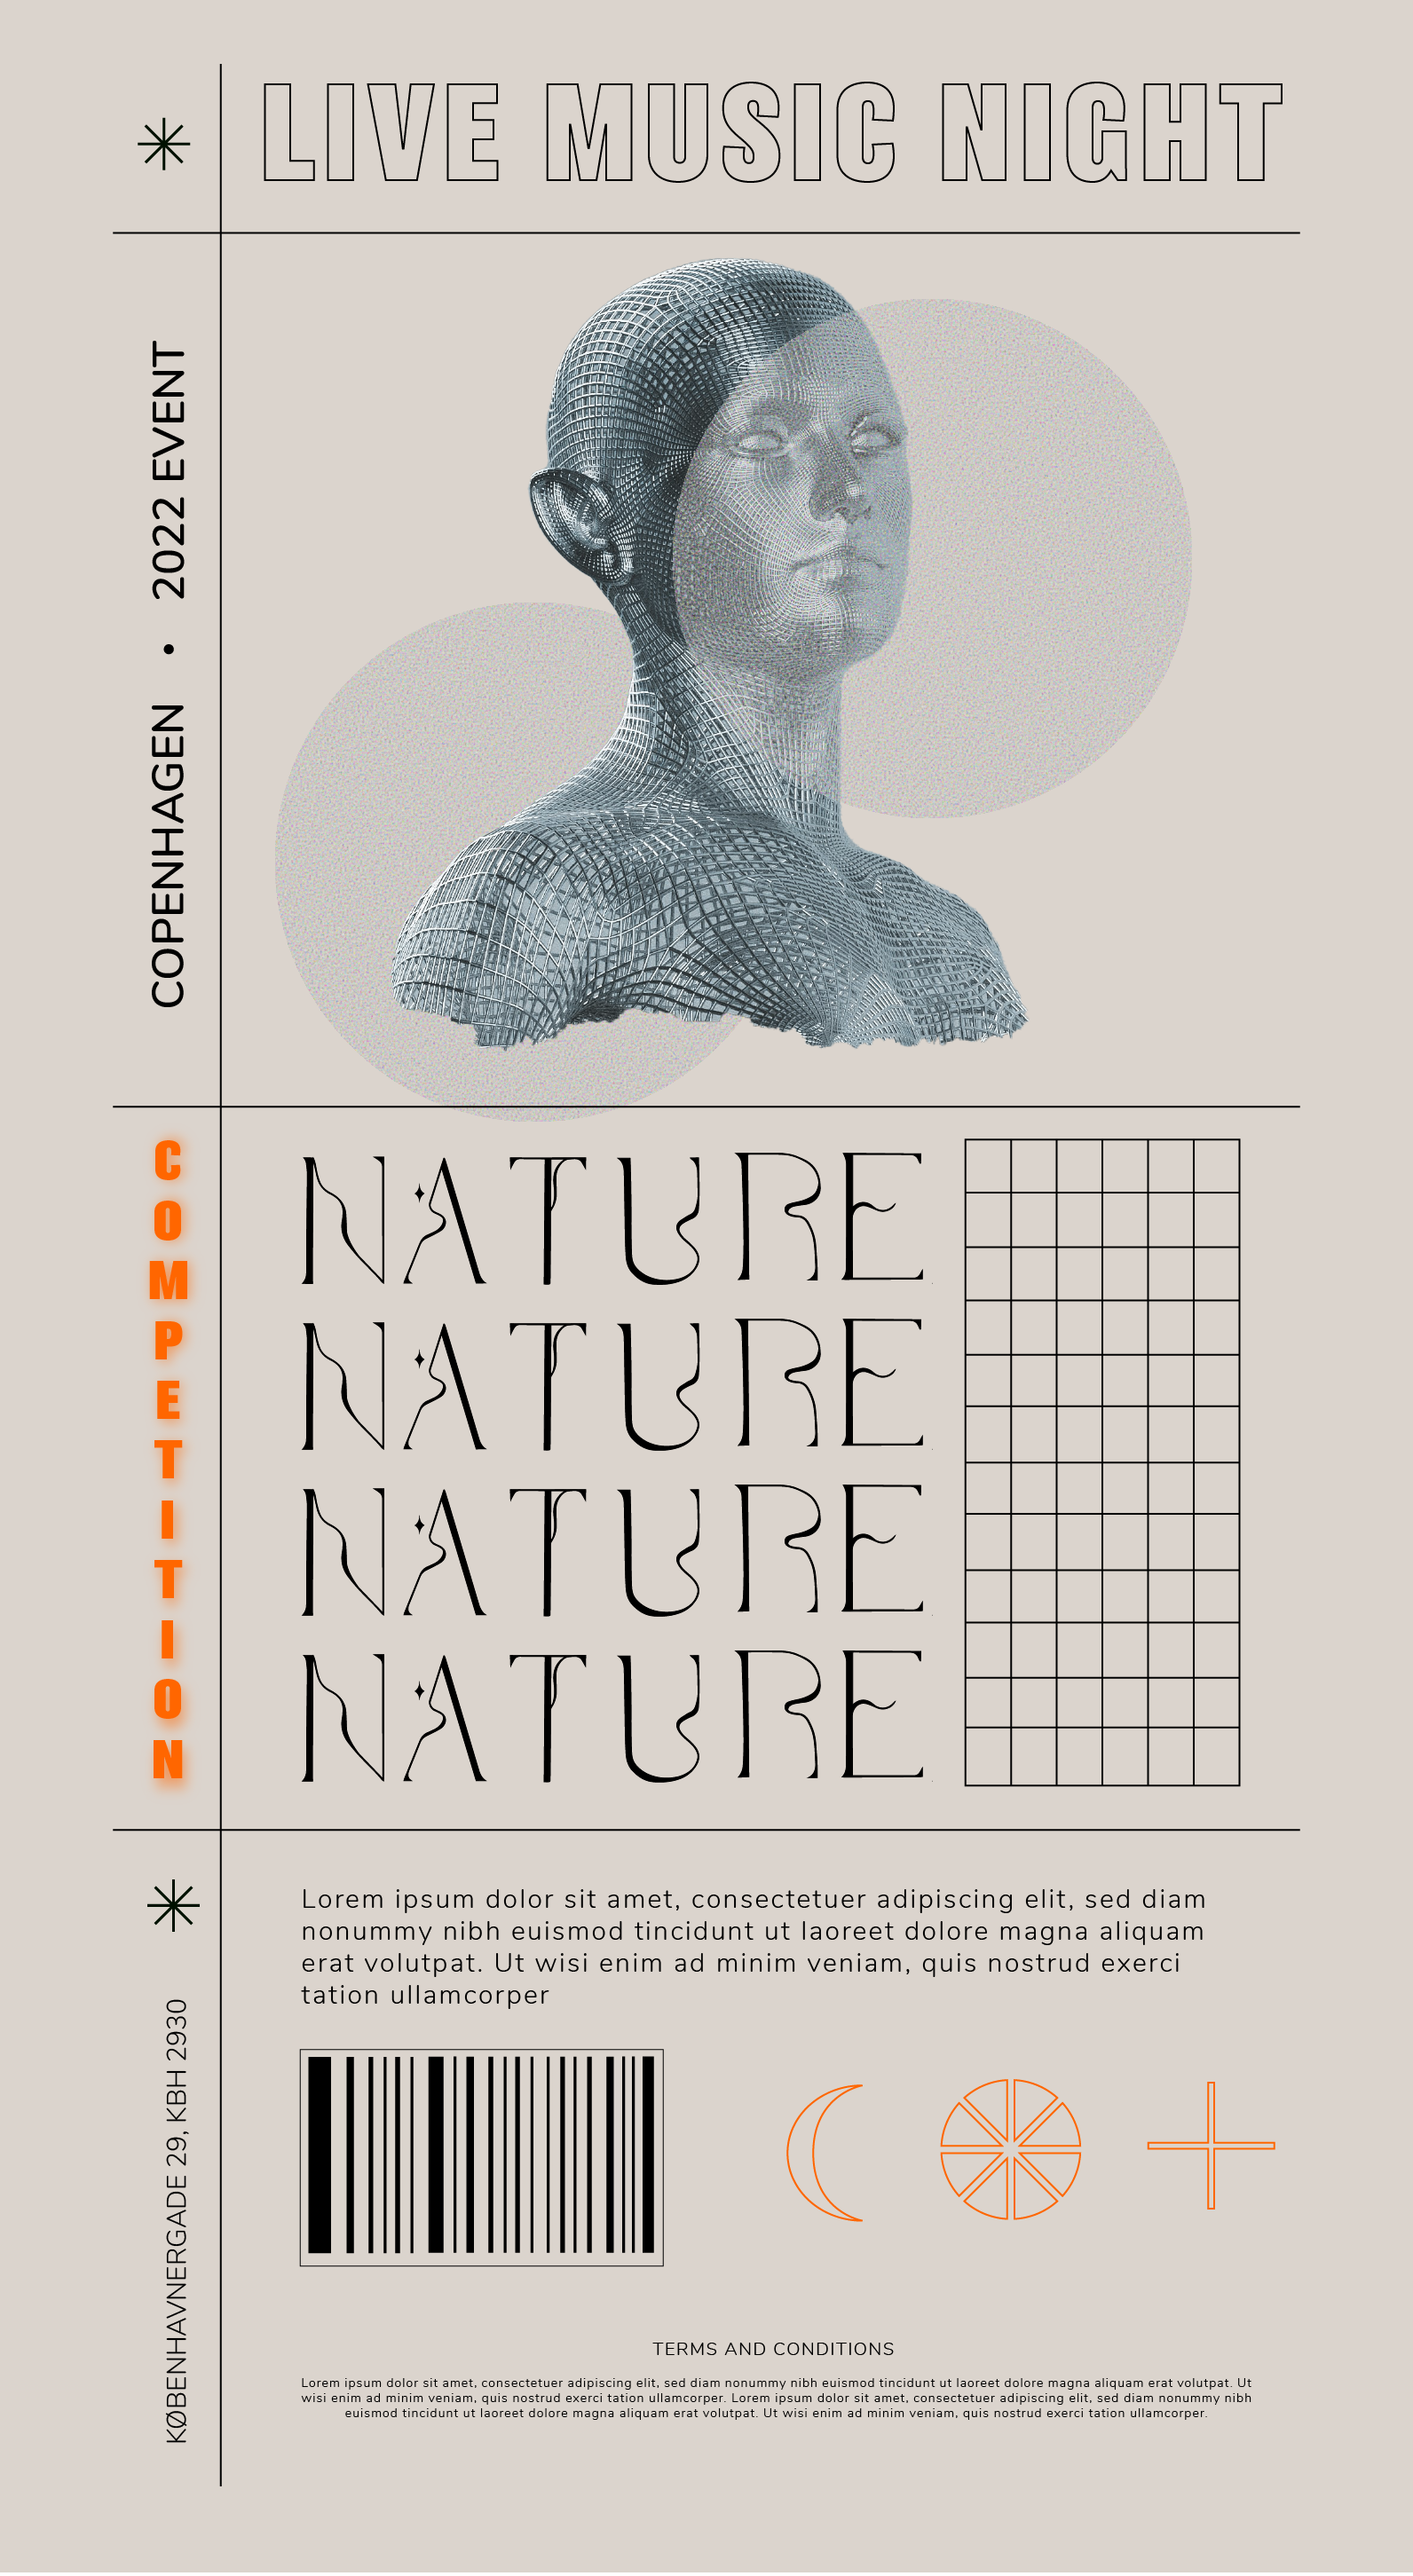 LIVE MUSIC NIGHT
COPENHAGEN • 2022 EVENT
COMPETITION
NATURE
NATURE
NATURE
NATURE
Lorem ipsum dolor sit amet, consectetuer adipiscing elit, sed diam
nonummy nibh euismod tincidunt ut laoreet dolore magna aliquam
erat volutpat. Ut wisi enim ad minim veniam, quis nostrud exerci
tation ullamcorper
KØBENHAVNERGADE 29, KBH 2930
TERMS AND CONDITIONS
Lorem ipsum dolor sit amet, consectetuer adipiscing elit, sed diam nonummy nibh euismod tincidunt ut laoreet dolore magna aliquam erat volutpat. Ut
wisi enim ad minim veniam, quis nostrud exerci tation ullamcorper. Lorem ipsum dolor sit amet, consectetuer adipiscing elit, sed diam nonummy nibh
euismod tincidunt ut laoreet dolore magna aliquam erat volutpat. Ut wisi enim ad minim veniam, quis nostrud exerci tation ullamcorper.